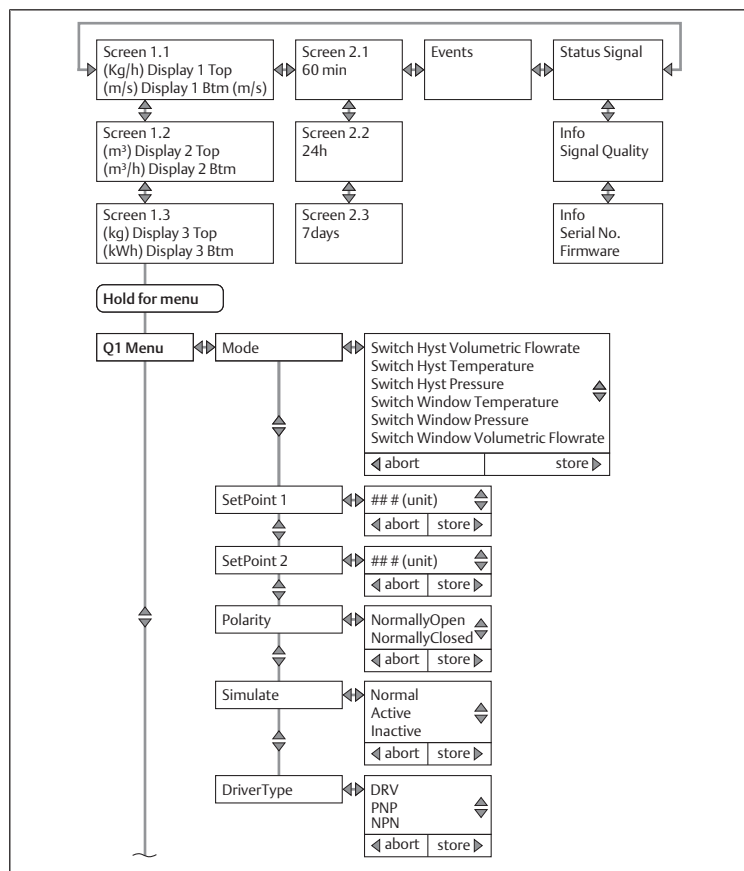 Screen 1.1
(Kg/h) Display 1 Top
(m/s) Display 1 Btm (m/s)
Screen 2.1
60 min
Events
Status Signal
Screen 1.2
(m³) Display 2 Top
(m³/h) Display 2 Btm
Screen 2.2
24h
Info
Signal Quality
Screen 1.3
(kg) Display 3 Top
(kWh) Display 3 Btm
Screen 2.3
7days
Info
Serial No.
Firmware
Hold for menu
Q1 Menu
Mode
Switch Hyst Volumetric Flowrate
Switch Hyst Temperature
Switch Hyst Pressure
Switch Window Temperature
Switch Window Pressure
Switch Window Volumetric Flowrate
abort
store
SetPoint 1
## # (unit)
abort
store
SetPoint 2
## # (unit)
abort
store
Polarity
NormallyOpen
NormallyClosed
abort
store
Simulate
Normal
Active
Inactive
abort
store
DriverType
DRV
PNP
NPN
abort
store